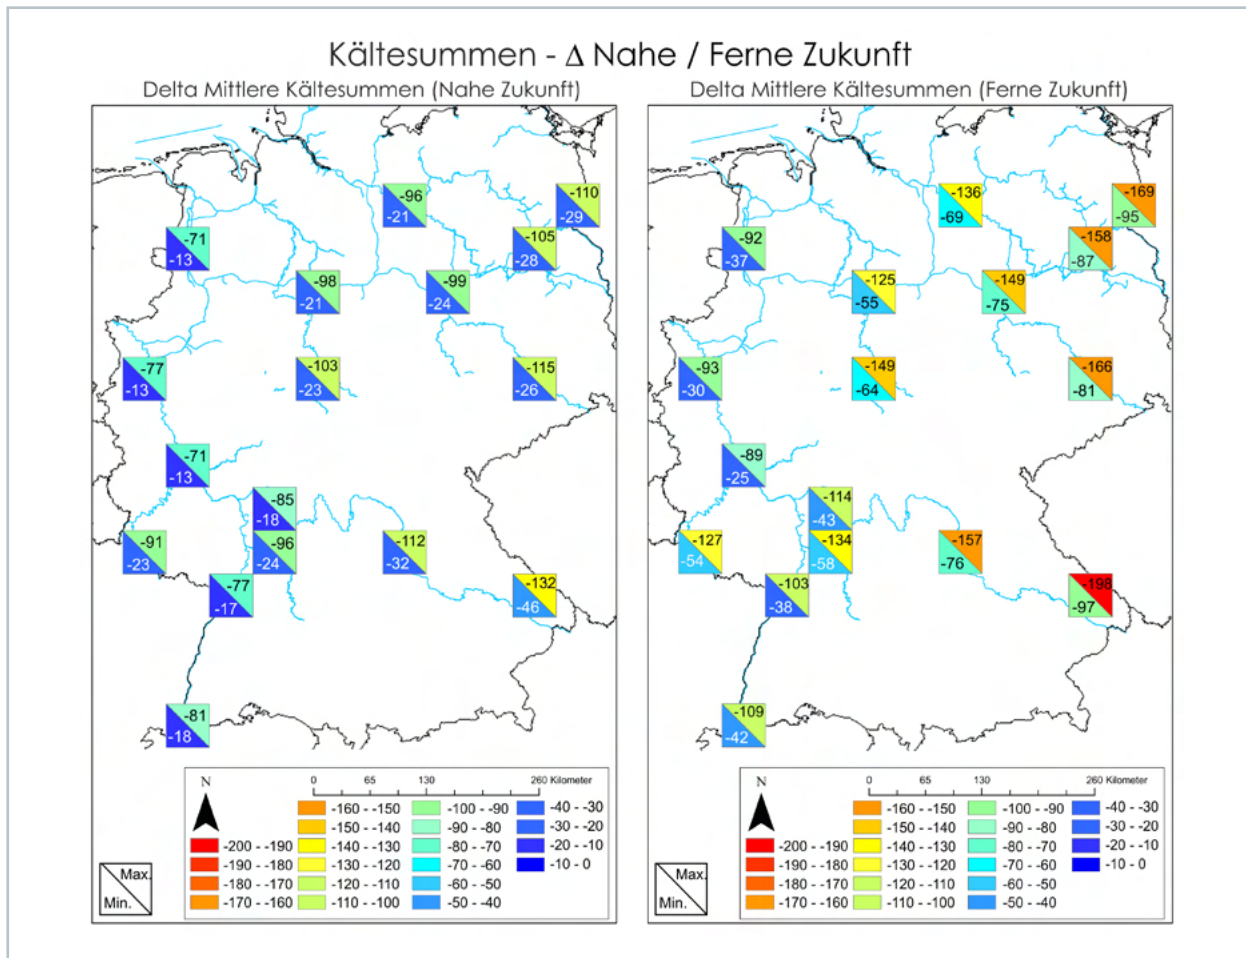 Kältesummen - Δ Nahe / Ferne Zukunft
Delta Mittlere Kältesummen (Nahe Zukunft)
-96
-21
-110
-29
-71
-13
-105
-28
-98
-21
-99
-24
-77
-13
-103
-23
-115
-26
-71
-13
-85
-18
-91
-23
-96
-24
-112
-32
-77
-17
-132
-46
-81
-18
N
0 65 130 260 Kilometer
-160 - -150 -100 - -90 -40 - -30
-150 - -140 -90 - -80 -30 - -20
-200 - -190 -140 - -130 -80 - -70 -20 - -10
-190 - -180 -130 - -120 -70 - -60 -10 - 0
-180 - -170 -120 - -110 -60 - -50
-170 - -160 -110 - -100 -50 - -40
Max.
Min.
Delta Mittlere Kältesummen (Ferne Zukunft)
-136
-69
-169
-95
-92
-37
-158
-87
-125
-55
-149
-75
-93
-30
-149
-64
-166
-81
-89
-25
-114
-43
-127
-54
-134
-58
-157
-76
-103
-38
-198
-97
-109
-42
N
0 65 130 260 Kilometer
-160 - -150 -100 - -90 -40 - -30
-150 - -140 -90 - -80 -30 - -20
-200 - -190 -140 - -130 -80 - -70 -20 - -10
-190 - -180 -130 - -120 -70 - -60 -10 - 0
-180 - -170 -120 - -110 -60 - -50
-170 - -160 -110 - -100 -50 - -40
Max.
Min.